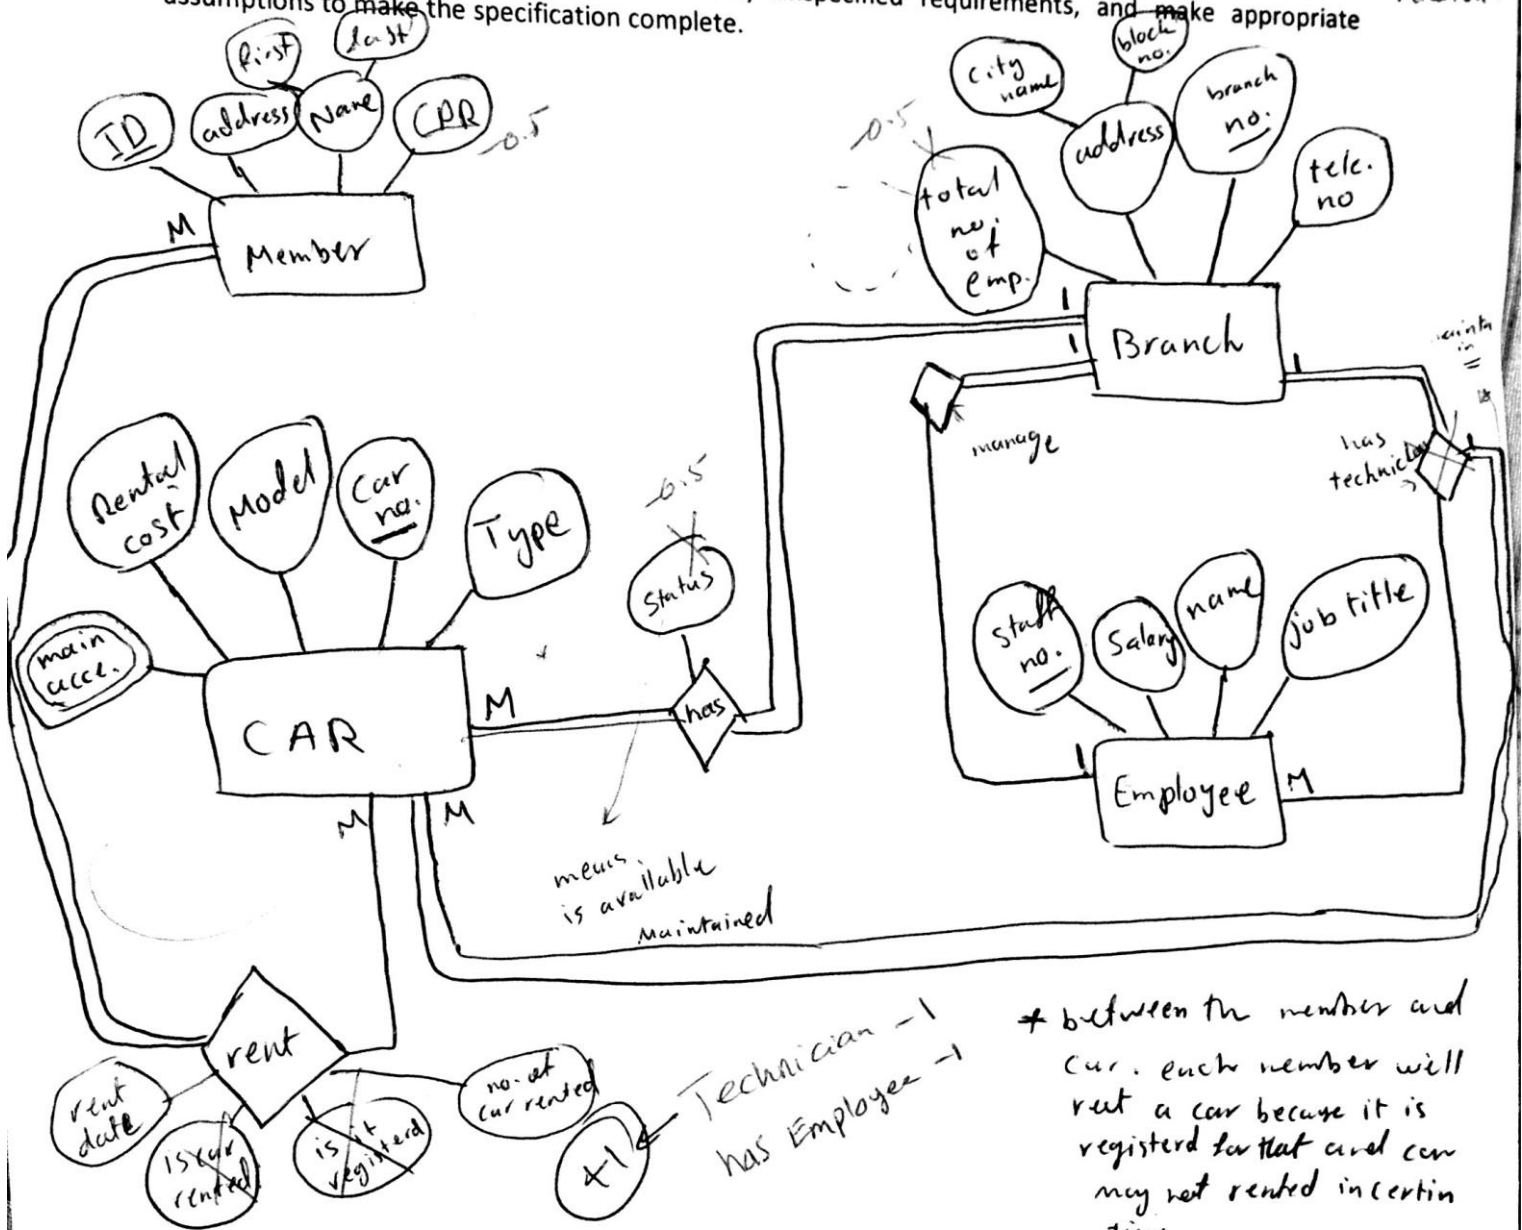 requirements, and make appropriate
assumptions to make the specification complete.
first
last
ID
address
Name
CPR
-0.5
Member
M
city
name
block
no.
address
branch
no.
tele.
no
-0.5
total
no.
of
emp.
1
1
Branch
1
manage
has
Rental
cost
Model
Car
no.
Type
-0.5
Status
main
acce.
CAR
M
has
M
M
Staff
no.
Salary
name
job title
1
Employee
M
means
is available
Maintained
rent
rent
date
is car
rented
is it
registerd
no. of
car rented
Technician -1
has Employee -1
* between the member and
car. each member will
rent a car because it is
registerd for that and car
may not rented in certin